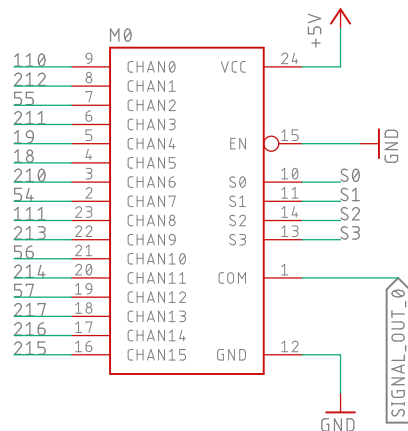 M0
+5V
110 9 CHAN0 VCC 24
212 8 CHAN1
55 7 CHAN2
211 6 CHAN3
19 5 CHAN4 EN 15 GND
18 4 CHAN5
210 3 CHAN6 S0 10 S0
54 2 CHAN7 S1 11 S1
111 23 CHAN8 S2 14 S2
213 22 CHAN9 S3 13 S3
56 21 CHAN10
214 20 CHAN11 COM 1
57 19 CHAN12
217 18 CHAN13
216 17 CHAN14
215 16 CHAN15 GND 12
SIGNAL_OUT_0
GND